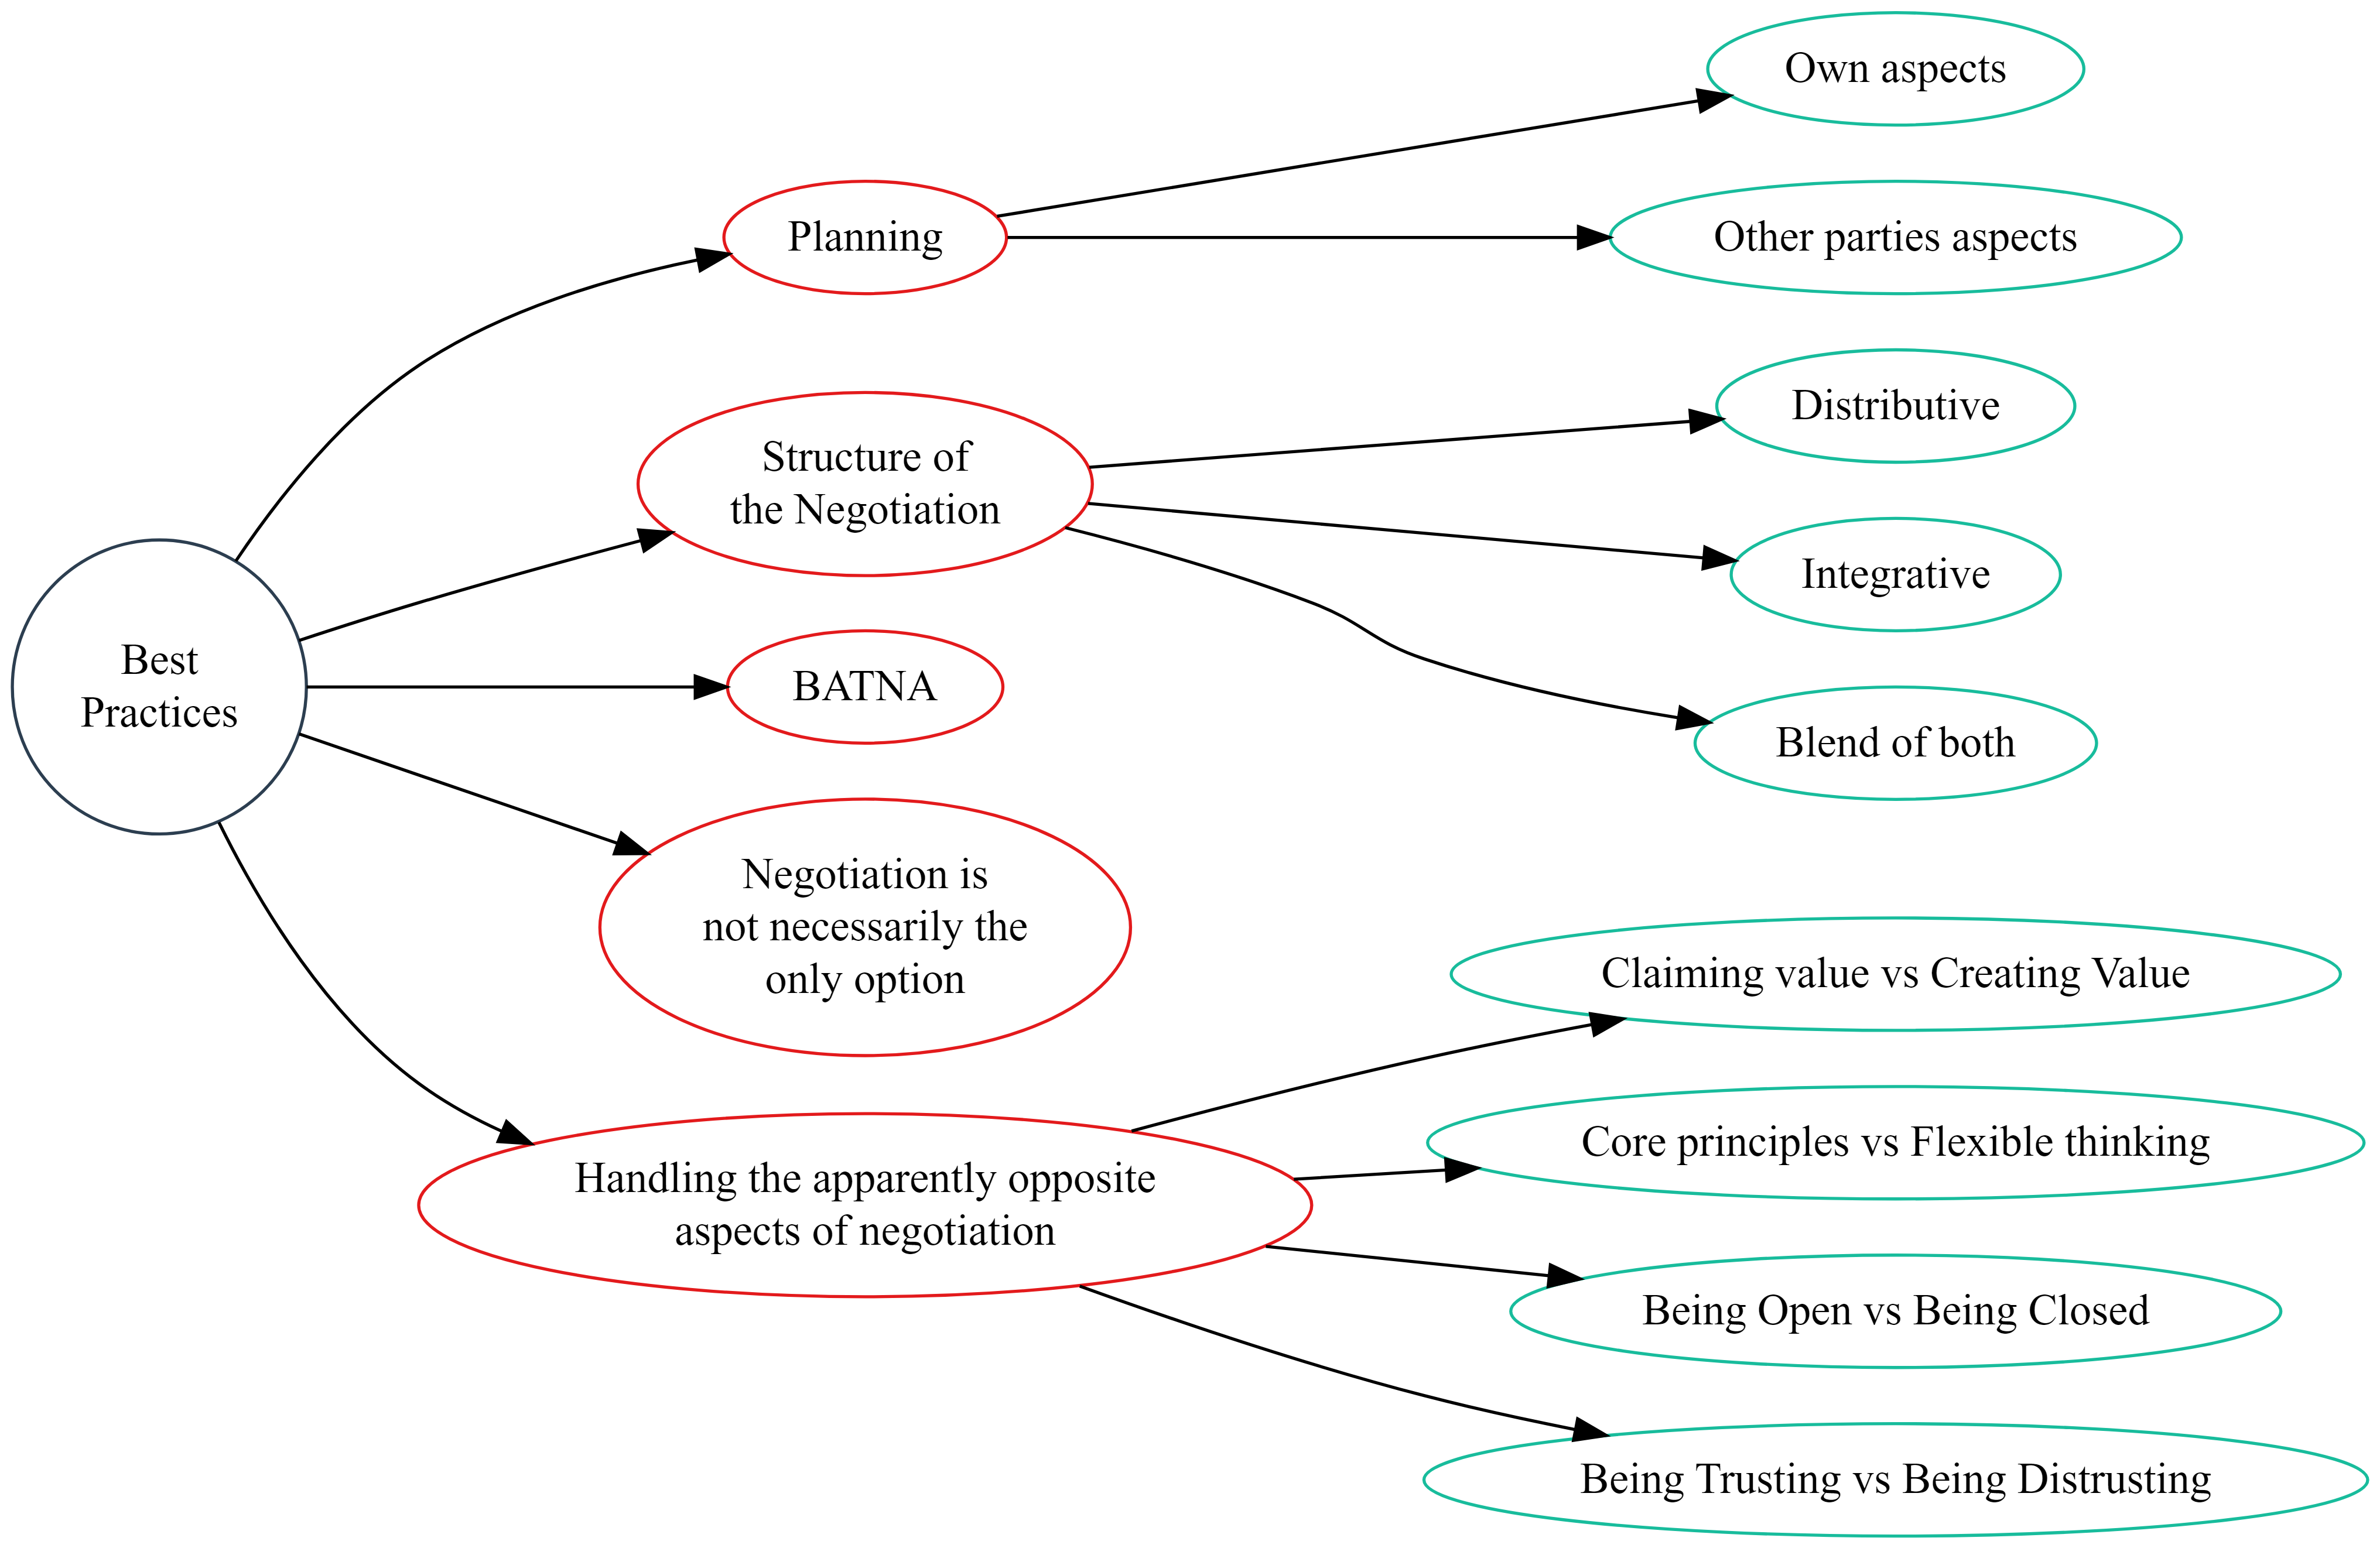 Best
Practices
Planning
Own aspects
Other parties aspects
Structure of
the Negotiation
Distributive
Integrative
Blend of both
BATNA
Negotiation is
not necessarily the
only option
Handling the apparently opposite
aspects of negotiation
Claiming value vs Creating Value
Core principles vs Flexible thinking
Being Open vs Being Closed
Being Trusting vs Being Distrusting